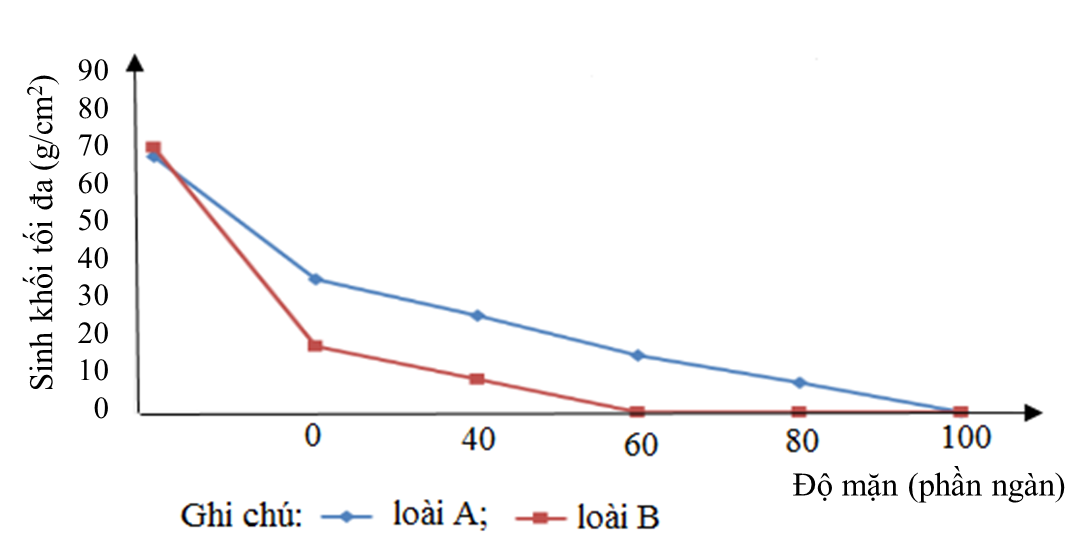 Sinh khối tối đa (g/cm²)
90
80
70
60
50
40
30
20
10
0
0 40 60 80 100
Độ mặn (phần ngàn)
Ghi chú: loài A; loài B